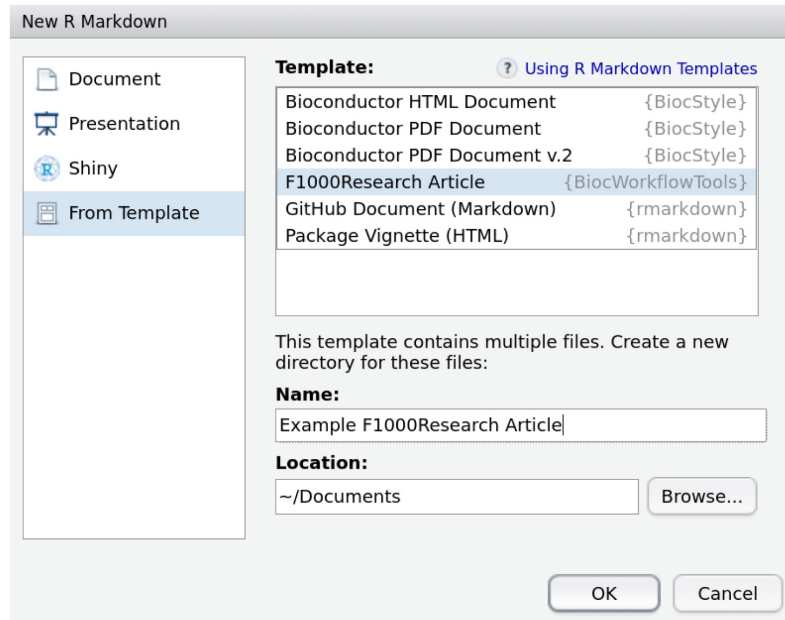 New R Markdown
Document
Presentation
Shiny
From Template
Template:
? Using R Markdown Templates
Bioconductor HTML Document {BiocStyle}
Bioconductor PDF Document {BiocStyle}
Bioconductor PDF Document v.2 {BiocStyle}
F1000Research Article {BiocWorkflowTools}
GitHub Document (Markdown) {rmarkdown}
Package Vignette (HTML) {rmarkdown}
This template contains multiple files. Create a new
directory for these files:
Name:
Example F1000Research Article
Location:
~/Documents
Browse...
OK
Cancel